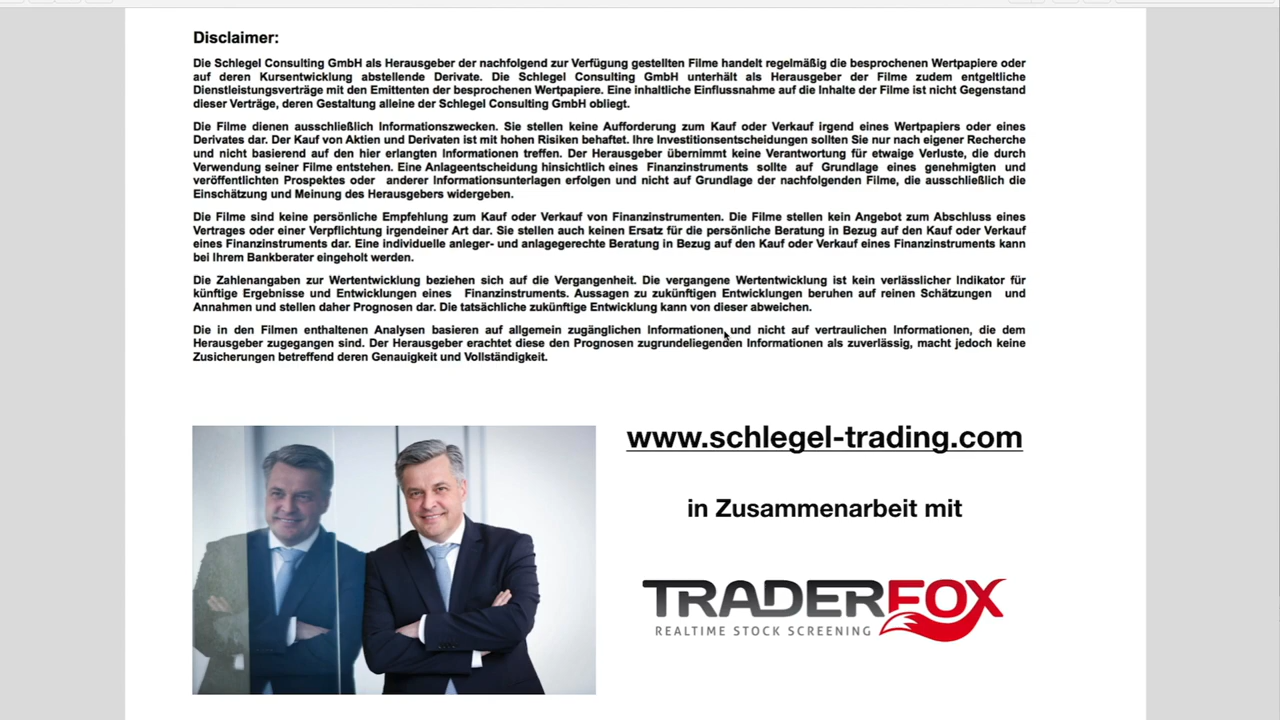 Disclaimer:
Die Schlegel Consulting GmbH als Herausgeber der nachfolgend zur Verfügung gestellten Filme handelt regelmäßig die besprochenen Wertpapiere oder
auf deren Kursentwicklung abstellende Derivate. Die Schlegel Consulting GmbH unterhält als Herausgeber der Filme zudem entgeltliche
Dienstleistungsverträge mit den Emittenten der besprochenen Wertpapiere. Eine inhaltliche Einflussnahme auf die Inhalte der Filme ist nicht Gegenstand
dieser Verträge, deren Gestaltung alleine der Schlegel Consulting GmbH obliegt.
Die Filme dienen ausschließlich Informationszwecken. Sie stellen keine Aufforderung zum Kauf oder Verkauf irgend eines Wertpapiers oder eines
Derivates dar. Der Kauf von Aktien und Derivaten ist mit hohen Risiken behaftet. Ihre Investitionsentscheidungen sollten Sie nur nach eigener Recherche
und nicht basierend auf den hier erlangten Informationen treffen. Der Herausgeber übernimmt keine Verantwortung für etwaige Verluste, die durch
Verwendung seiner Filme entstehen. Eine Anlageentscheidung hinsichtlich eines Finanzinstruments sollte auf Grundlage eines genehmigten und
veröffentlichten Prospektes oder anderer Informationsunterlagen erfolgen und nicht auf Grundlage der nachfolgenden Filme, die ausschließlich die
Einschätzung und Meinung des Herausgebers widergeben.
Die Filme sind keine persönliche Empfehlung zum Kauf oder Verkauf von Finanzinstrumenten. Die Filme stellen kein Angebot zum Abschluss eines
Vertrages oder einer Verpflichtung irgendeiner Art dar. Sie stellen auch keinen Ersatz für die persönliche Beratung in Bezug auf den Kauf oder Verkauf
eines Finanzinstruments dar. Eine individuelle anleger- und anlagegerechte Beratung in Bezug auf den Kauf oder Verkauf eines Finanzinstruments kann
bei Ihrem Bankberater eingeholt werden.
Die Zahlenangaben zur Wertentwicklung beziehen sich auf die Vergangenheit. Die vergangene Wertentwicklung ist kein verlässlicher Indikator für
künftige Ergebnisse und Entwicklungen eines Finanzinstruments. Aussagen zu zukünftigen Entwicklungen beruhen auf reinen Schätzungen und
Annahmen und stellen daher Prognosen dar. Die tatsächliche zukünftige Entwicklung kann von dieser abweichen.
Die in den Filmen enthaltenen Analysen basieren auf allgemein zugänglichen Informationen und nicht auf vertraulichen Informationen, die dem
Herausgeber zugegangen sind. Der Herausgeber erachtet diese den Prognosen zugrundeliegenden Informationen als zuverlässig, macht jedoch keine
Zusicherungen betreffend deren Genauigkeit und Vollständigkeit.
www.schlegel-trading.com
in Zusammenarbeit mit
TRADERFOX
REALTIME STOCK SCREENING